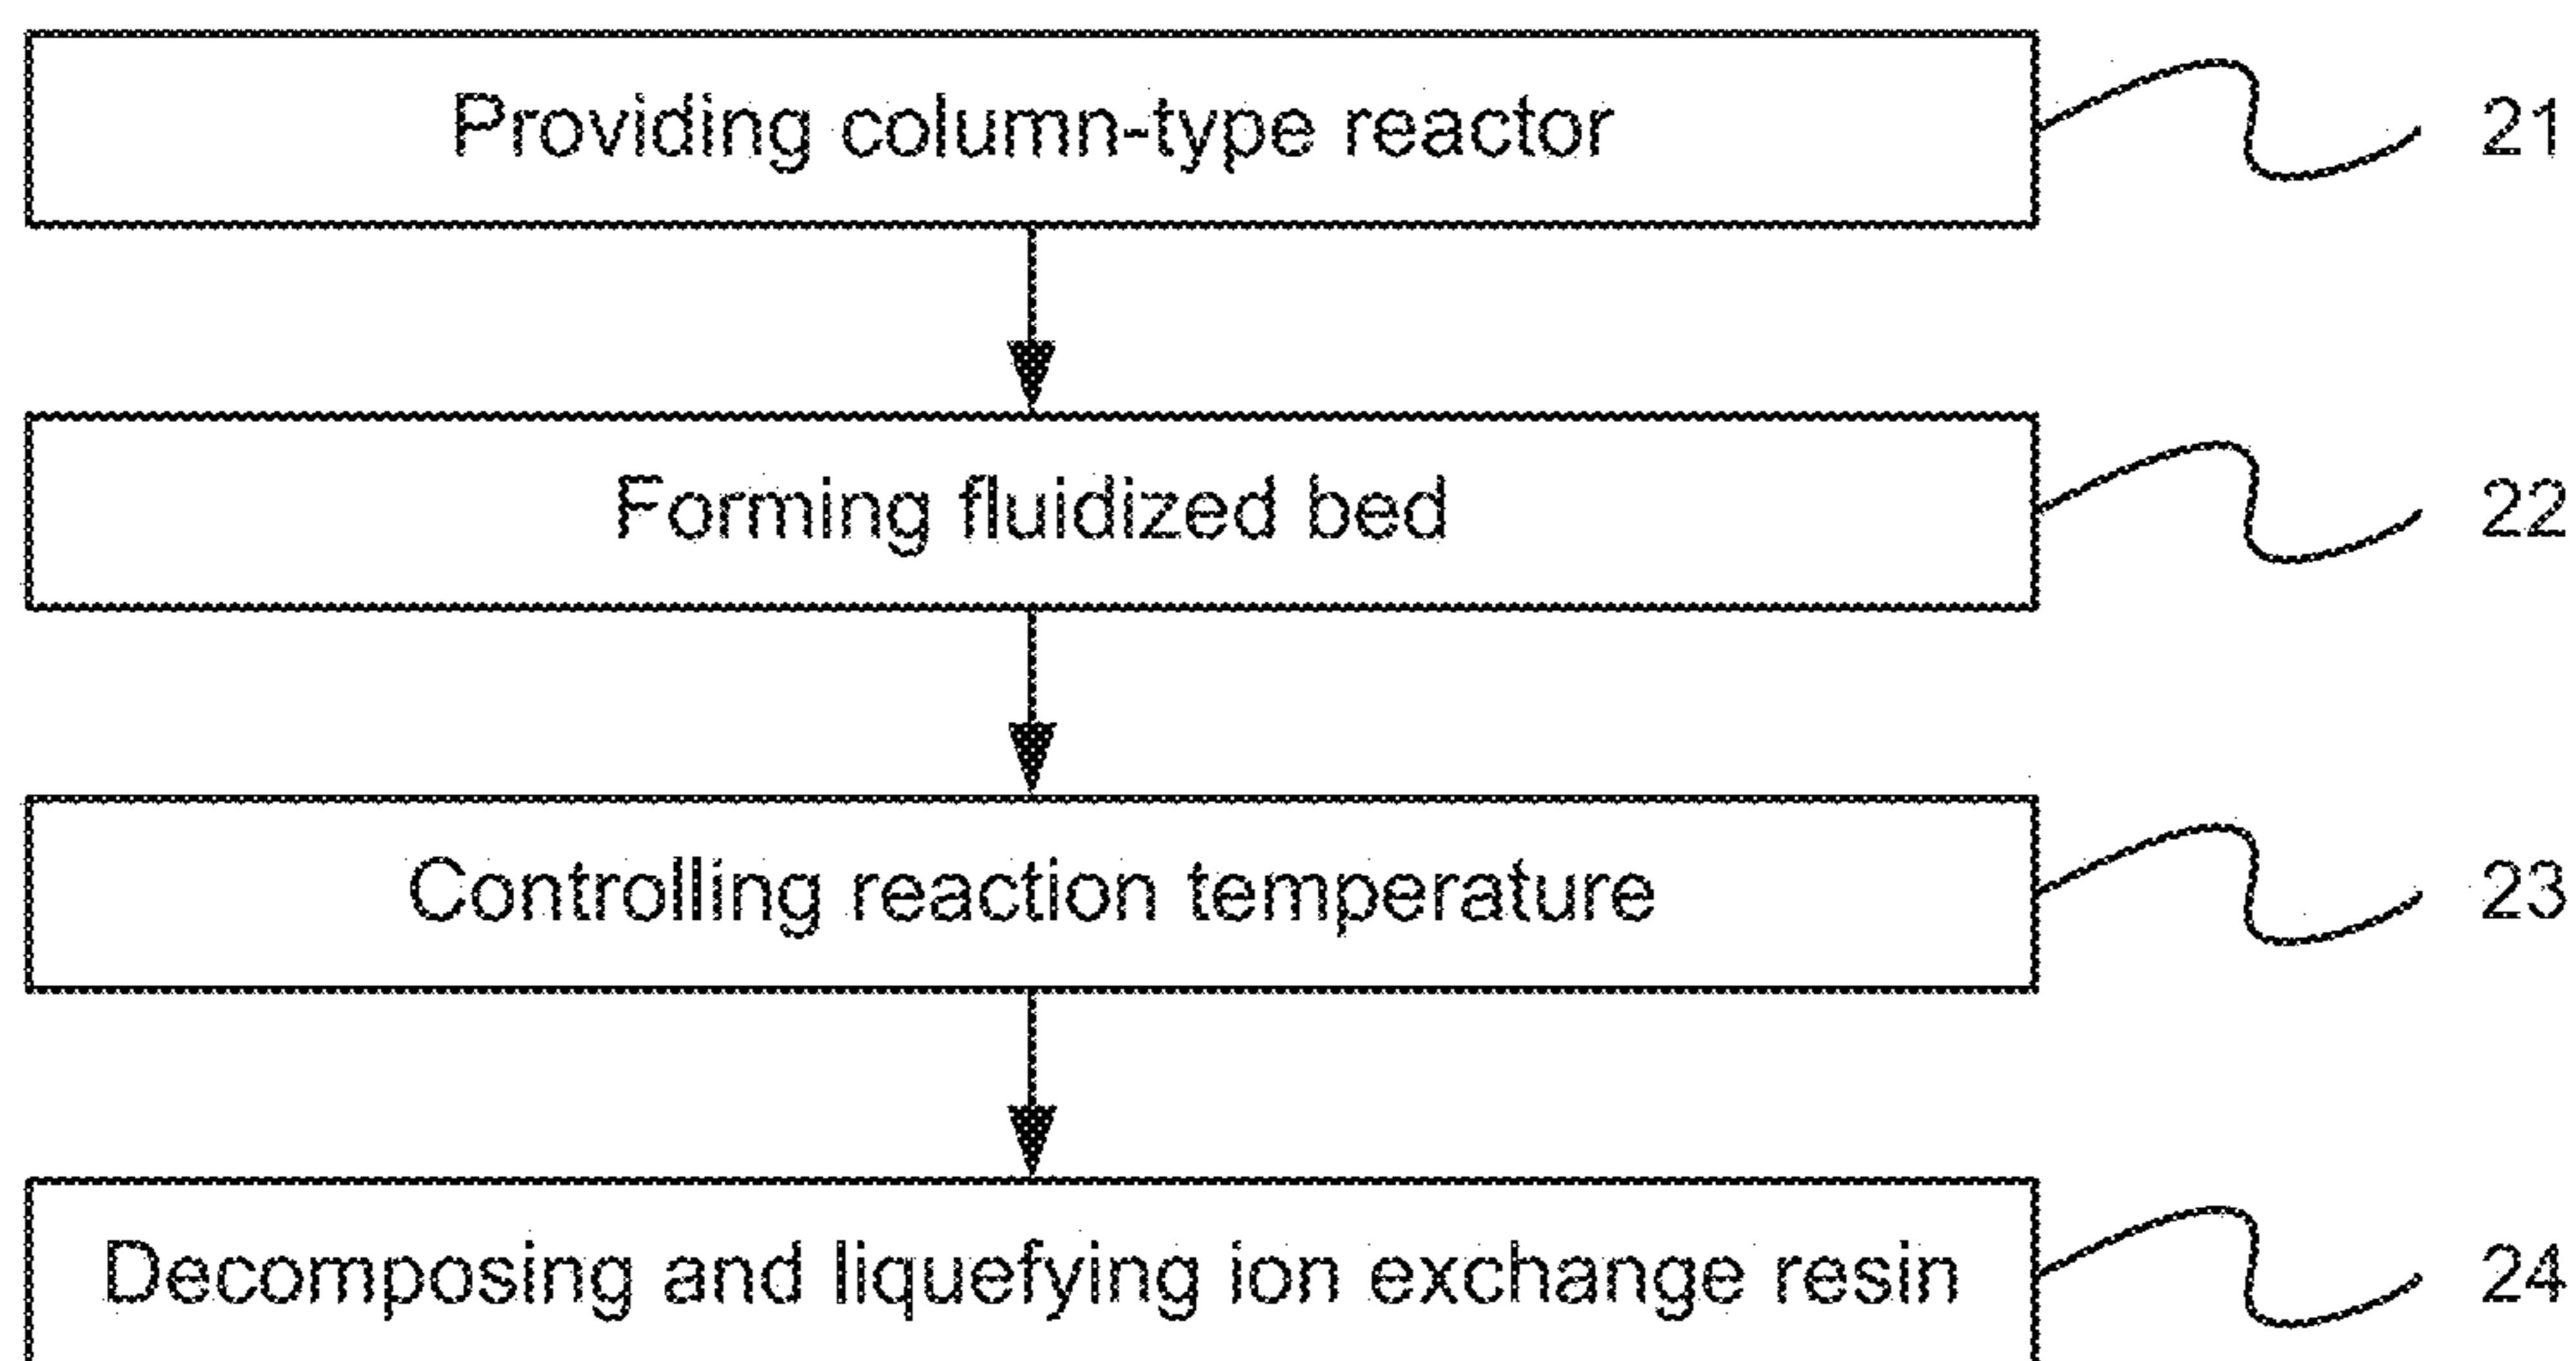 Providing column-type reactor 21
Forming fluidized bed 22
Controlling reaction temperature 23
Decomposing and liquefying ion exchange resin 24